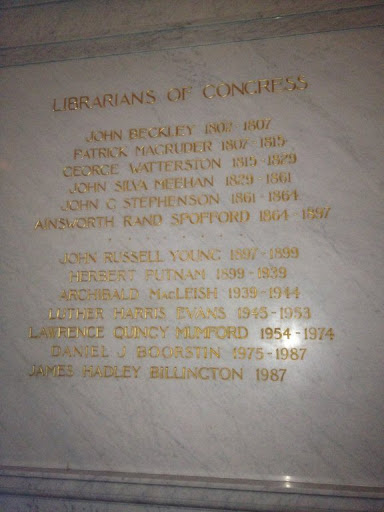 LIBRARIANS OF CONGRESS
JOHN BECKLEY 1802-1807
PATRICK MAGRUDER 1807-1815
GEORGE WATTERSTON 1815-1829
JOHN SILVA MEEHAN 1829-1861
JOHN G STEPHENSON 1861-1864
AINSWORTH RAND SPOFFORD 1864-1897
JOHN RUSSELL YOUNG 1897-1899
HERBERT PUTNAM 1899-1939
ARCHIBALD MacLEISH 1939-1944
LUTHER HARRIS EVANS 1945-1953
LAWRENCE QUINCY MUMFORD 1954-1974
DANIEL J BOORSTIN 1975-1987
JAMES HADLEY BILLINGTON 1987